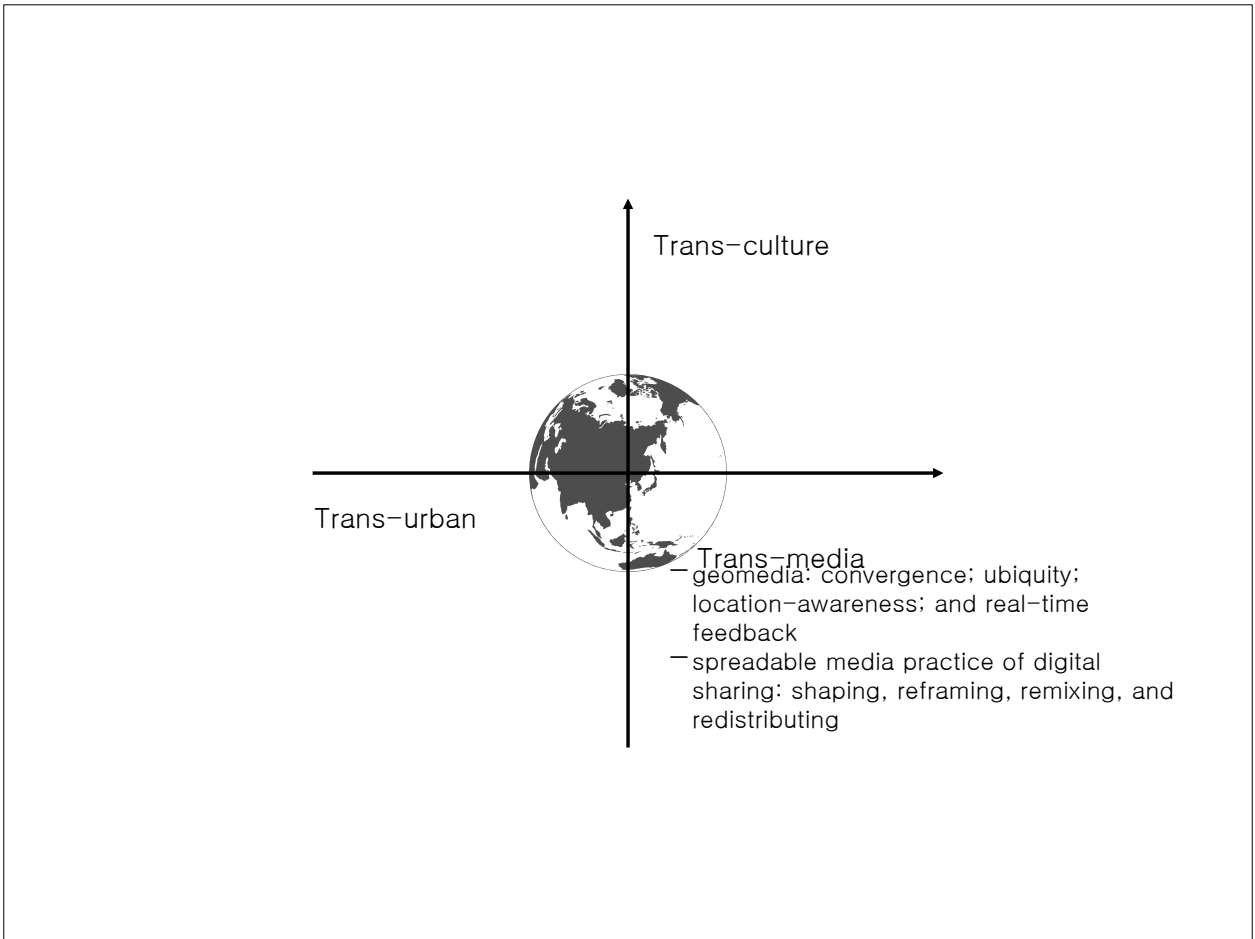 Trans-culture
Trans-urban
Trans-media
– geomedia: convergence; ubiquity;
location-awareness; and real-time
feedback
– spreadable media practice of digital
sharing: shaping, reframing, remixing, and
redistributing